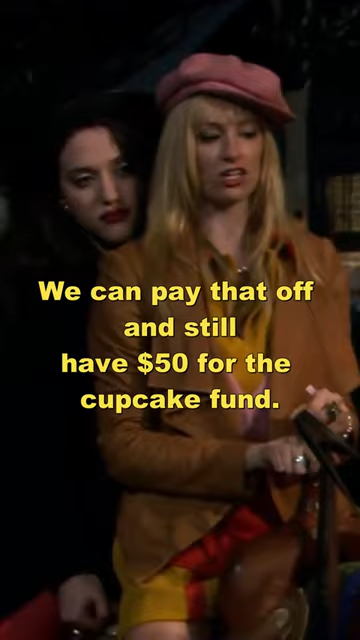 We can pay that off
and still
have $50 for the
cupcake fund.